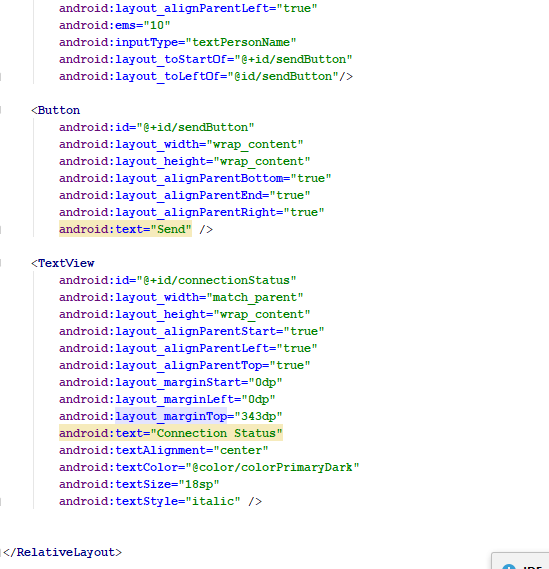 android:layout_alignParentLeft="true"
android:ems="10"
android:inputType="textPersonName"
android:layout_toStartOf="@+id/sendButton"
android:layout_toLeftOf="@id/sendButton"/>
<Button
android:id="@+id/sendButton"
android:layout_width="wrap_content"
android:layout_height="wrap_content"
android:layout_alignParentBottom="true"
android:layout_alignParentEnd="true"
android:layout_alignParentRight="true"
android:text="Send" />
<TextView
android:id="@+id/connectionStatus"
android:layout_width="match_parent"
android:layout_height="wrap_content"
android:layout_alignParentStart="true"
android:layout_alignParentLeft="true"
android:layout_alignParentTop="true"
android:layout_marginStart="0dp"
android:layout_marginLeft="0dp"
android:layout_marginTop="343dp"
android:text="Connection Status"
android:textAlignment="center"
android:textColor="@color/colorPrimaryDark"
android:textSize="18sp"
android:textStyle="italic" />
</RelativeLayout>